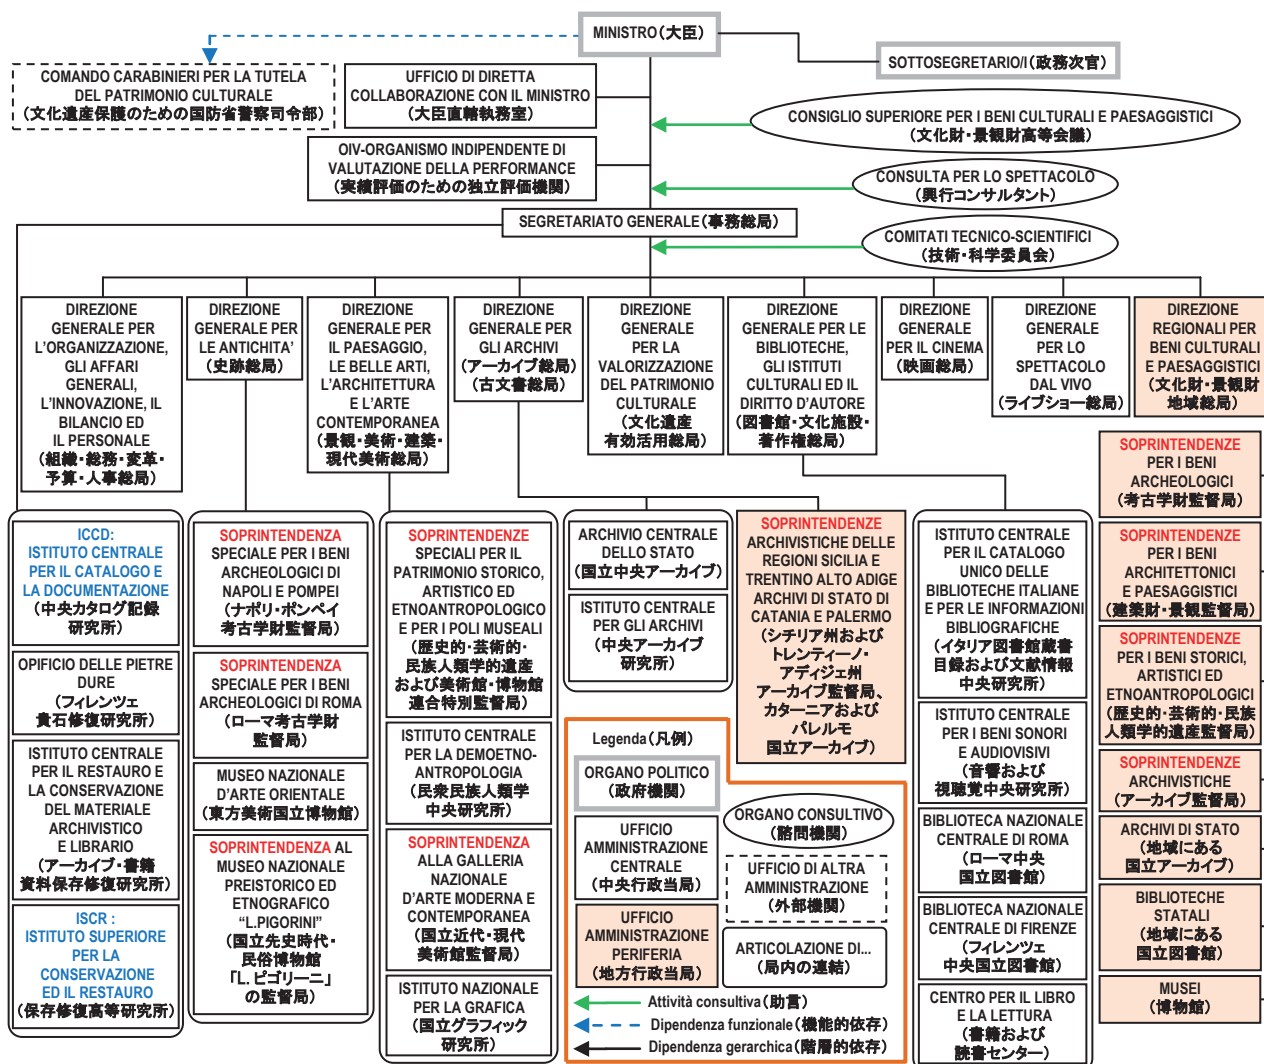 MINISTRO(大臣)
SOTTOSEGRETARIO/I(政務次官)
COMANDO CARABINIERI PER LA TUTELA
DEL PATRIMONIO CULTURALE
(文化遺産保護のための国防省警察司令部)
UFFICIO DI DIRETTA
COLLABORAZIONE CON IL MINISTRO
(大臣直轄執務室)
CONSIGLIO SUPERIORE PER I BENI CULTURALI E PAESAGGISTICI
(文化財・景観財高等会議)
OIV-ORGANISMO INDIPENDENTE DI
VALUTAZIONE DELLA PERFORMANCE
(実績評価のための独立評価機関)
CONSULTA PER LO SPETTACOLO
(興行コンサルタント)
SEGRETARIATO GENERALE(事務総局)
COMITATI TECNICO-SCIENTIFICI
(技術・科学委員会)
DIREZIONE
GENERALE PER
L'ORGANIZZAZIONE,
GLI AFFARI
GENERALI,
L'INNOVAZIONE, IL
BILANCIO ED
IL PERSONALE
(組織・総務・変革・
予算・人事総局)
DIREZIONE
GENERALE PER
LE ANTICHITA'
(史跡総局)
DIREZIONE
GENERALE PER
IL PAESAGGIO,
LE BELLE ARTI,
L'ARCHITETTURA
E L'ARTE
CONTEMPORANEA
(景観・美術・建築・
現代美術総局)
DIREZIONE
GENERALE PER
GLI ARCHIVI
(アーカイブ総局)
(古文書総局)
DIREZIONE
GENERALE
PER LA
VALORIZZAZIONE
DEL PATRIMONIO
CULTURALE
(文化遺産
有効活用総局)
DIREZIONE
GENERALE PER LE
BIBLIOTECHE,
GLI ISTITUTI
CULTURALI ED IL
DIRITTO D'AUTORE
(図書館・文化施設・
著作権総局)
DIREZIONE
GENERALE
PER IL CINEMA
(映画総局)
DIREZIONE
GENERALE
PER LO
SPETTACOLO
DAL VIVO
(ライブショー総局)
DIREZIONE
REGIONALI PER
BENI CULTURALI
E PAESAGGISTICI
(文化財・景観財
地域総局)
ICCD:
ISTITUTO CENTRALE
PER IL CATALOGO E
LA DOCUMENTAZIONE
(中央カタログ記録
研究所)
OPIFICIO DELLE PIETRE
DURE
(フィレンツェ
貴石修復研究所)
ISTITUTO CENTRALE
PER IL RESTAURO E
LA CONSERVAZIONE
DEL MATERIALE
ARCHIVISTICO
E LIBRARIO
(アーカイブ・書籍
資料保存修復研究所)
ISCR :
ISTITUTO SUPERIORE
PER LA
CONSERVAZIONE
ED IL RESTAURO
(保存修復高等研究所)
SOPRINTENDENZA
SPECIALE PER I BENI
ARCHEOLOGICI DI
NAPOLI E POMPEI
(ナポリ・ポンペイ
考古学財監督局)
SOPRINTENDENZA
SPECIALE PER I BENI
ARCHEOLOGICI DI ROMA
(ローマ考古学財
監督局)
MUSEO NAZIONALE
D'ARTE ORIENTALE
(東方美術国立博物館)
SOPRINTENDENZA AL
MUSEO NAZIONALE
PREISTORICO ED
ETNOGRAFICO
“L.PIGORINI”
(国立先史時代・
民俗博物館
「L. ピゴリーニ」
の監督局)
SOPRINTENDENZE
SPECIALI PER IL
PATRIMONIO STORICO,
ARTISTICO ED
ETNOANTROPOLOGICO
E PER I POLI MUSEALI
(歴史的・芸術的・
民族人類学的遺産
および美術館・博物館
連合特別監督局)
ISTITUTO CENTRALE
PER LA DEMOETNO-
ANTROPOLOGIA
(民衆民族人類学
中央研究所)
SOPRINTENDENZA
ALLA GALLERIA
NAZIONALE
D'ARTE MODERNA E
CONTEMPORANEA
(国立近代・現代
美術館監督局)
ISTITUTO NAZIONALE
PER LA GRAFICA
(国立グラフィック
研究所)
ARCHIVIO CENTRALE
DELLO STATO
(国立中央アーカイブ)
ISTITUTO CENTRALE
PER GLI ARCHIVI
(中央アーカイブ
研究所)
SOPRINTENDENZE
ARCHIVISTICHE DELLE
REGIONI SICILIA E
TRENTINO ALTO ADIGE
ARCHIVI DI STATO DI
CATANIA E PALERMO
(シチリア州および
トレンティーノ・
アディジェ州
アーカイブ監督局、
カターニアおよび
パレルモ
国立アーカイブ)
ISTITUTO CENTRALE
PER IL CATALOGO
UNICO DELLE
BIBLIOTECHE ITALIANE
E PER LE INFORMAZIONI
BIBLIOGRAFICHE
(イタリア図書館蔵書
目録および文献情報
中央研究所)
ISTITUTO CENTRALE
PER I BENI SONORI
E AUDIOVISIVI
(音響および
視聴覚中央研究所)
BIBLIOTECA NAZIONALE
CENTRALE DI ROMA
(ローマ中央
国立図書館)
BIBLIOTECA NAZIONALE
CENTRALE DI FIRENZE
(フィレンツェ
中央国立図書館)
CENTRO PER IL LIBRO
E LA LETTURA
(書籍および
読書センター)
SOPRINTENDENZE
PER I BENI
ARCHEOLOGICI
(考古学財監督局)
SOPRINTENDENZE
PER I BENI
ARCHITETTONICI
E PAESAGGISTICI
(建築財・景観監督局)
SOPRINTENDENZE
PER I BENI STORICI,
ARTISTICI ED
ETNOANTROPOLOGICI
(歴史的・芸術的・民族
人類学的遺産監督局)
SOPRINTENDENZE
ARCHIVISTICHE
(アーカイブ監督局)
ARCHIVI DI STATO
(地域にある
国立アーカイブ)
BIBLIOTECHE
STATALI
(地域にある
国立図書館)
MUSEI
(博物館)
Legenda(凡例)
ORGANO POLITICO
(政府機関)
UFFICIO
AMMINISTRAZIONE
CENTRALE
(中央行政当局)
UFFICIO
AMMINISTRAZIONE
PERIFERIA
(地方行政当局)
ORGANO CONSULTIVO
(諮問機関)
UFFICIO DI ALTRA
AMMINISTRAZIONE
(外部機関)
ARTICOLAZIONE DI...
(局内の連結)
Attività consultiva(助言)
Dipendenza funzionale(機能的依存)
Dipendenza gerarchica(階層的依存)